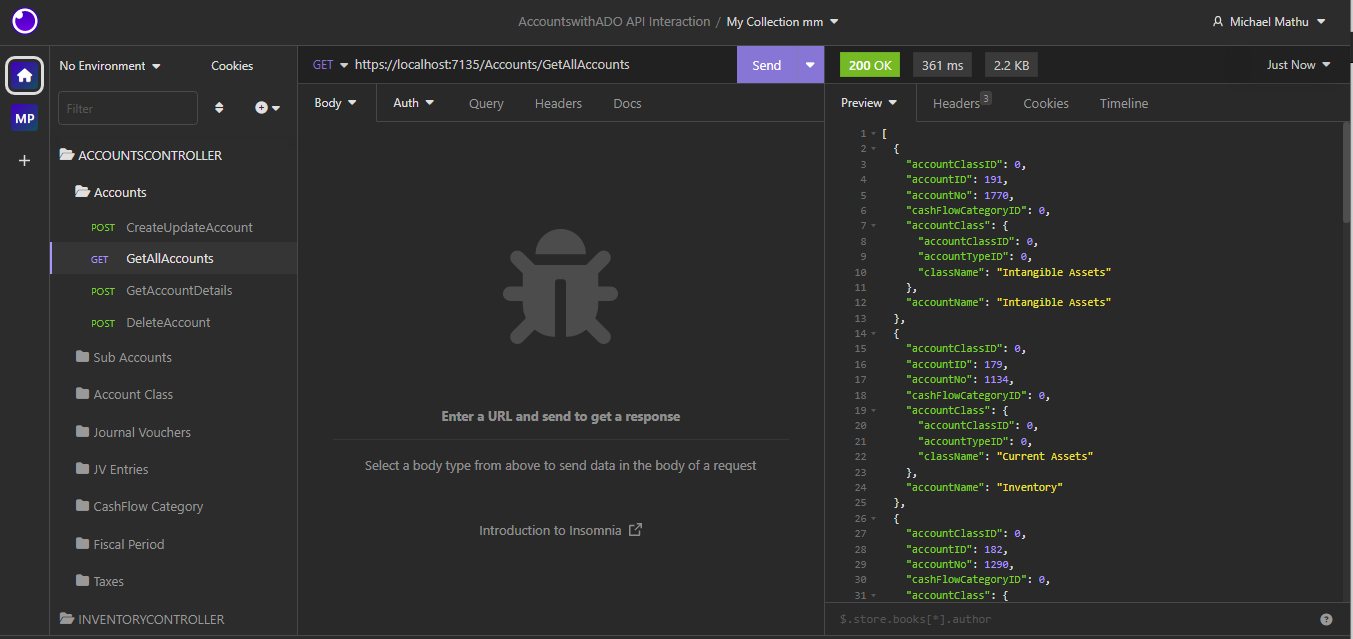 AccountswithADO API Interaction / My Collection mm
Michael Mathu
No Environment
Cookies
GET https://localhost:7135/Accounts/GetAllAccounts
Send
200 OK
361 ms
2.2 KB
Just Now
MP
Filter
Body
Auth
Query
Headers
Docs
Preview
Headers 3
Cookies
Timeline
ACCOUNTSCONTROLLER
Accounts
POST CreateUpdateAccount
GET GetAllAccounts
POST GetAccountDetails
POST DeleteAccount
Sub Accounts
Account Class
Journal Vouchers
JV Entries
CashFlow Category
Fiscal Period
Taxes
INVENTORYCONTROLLER
Enter a URL and send to get a response
Select a body type from above to send data in the body of a request
Introduction to Insomnia
1 [
2 {
3 "accountClassID": 0,
4 "accountID": 191,
5 "accountNo": 1770,
6 "cashFlowCategoryID": 0,
7 "accountClass": {
8 "accountClassID": 0,
9 "accountTypeID": 0,
10 "className": "Intangible Assets"
11 },
12 "accountName": "Intangible Assets"
13 },
14 {
15 "accountClassID": 0,
16 "accountID": 179,
17 "accountNo": 1134,
18 "cashFlowCategoryID": 0,
19 "accountClass": {
20 "accountClassID": 0,
21 "accountTypeID": 0,
22 "className": "Current Assets"
23 },
24 "accountName": "Inventory"
25 },
26 {
27 "accountClassID": 0,
28 "accountID": 182,
29 "accountNo": 1290,
30 "cashFlowCategoryID": 0,
31 "accountClass": {
$.store.books[*].author